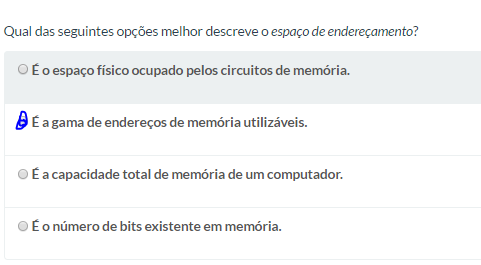 Qual das seguintes opções melhor descreve o espaço de endereçamento?
É o espaço físico ocupado pelos circuitos de memória.
É a gama de endereços de memória utilizáveis.
É a capacidade total de memória de um computador.
É o número de bits existente em memória.